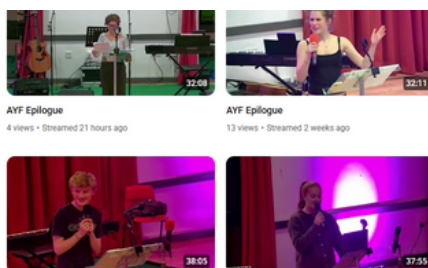 32:08
32:11
AYF Epilogue
AYF Epilogue
4 views • Streamed 21 hours ago
13 views • Streamed 2 weeks ago
38:05
37:55